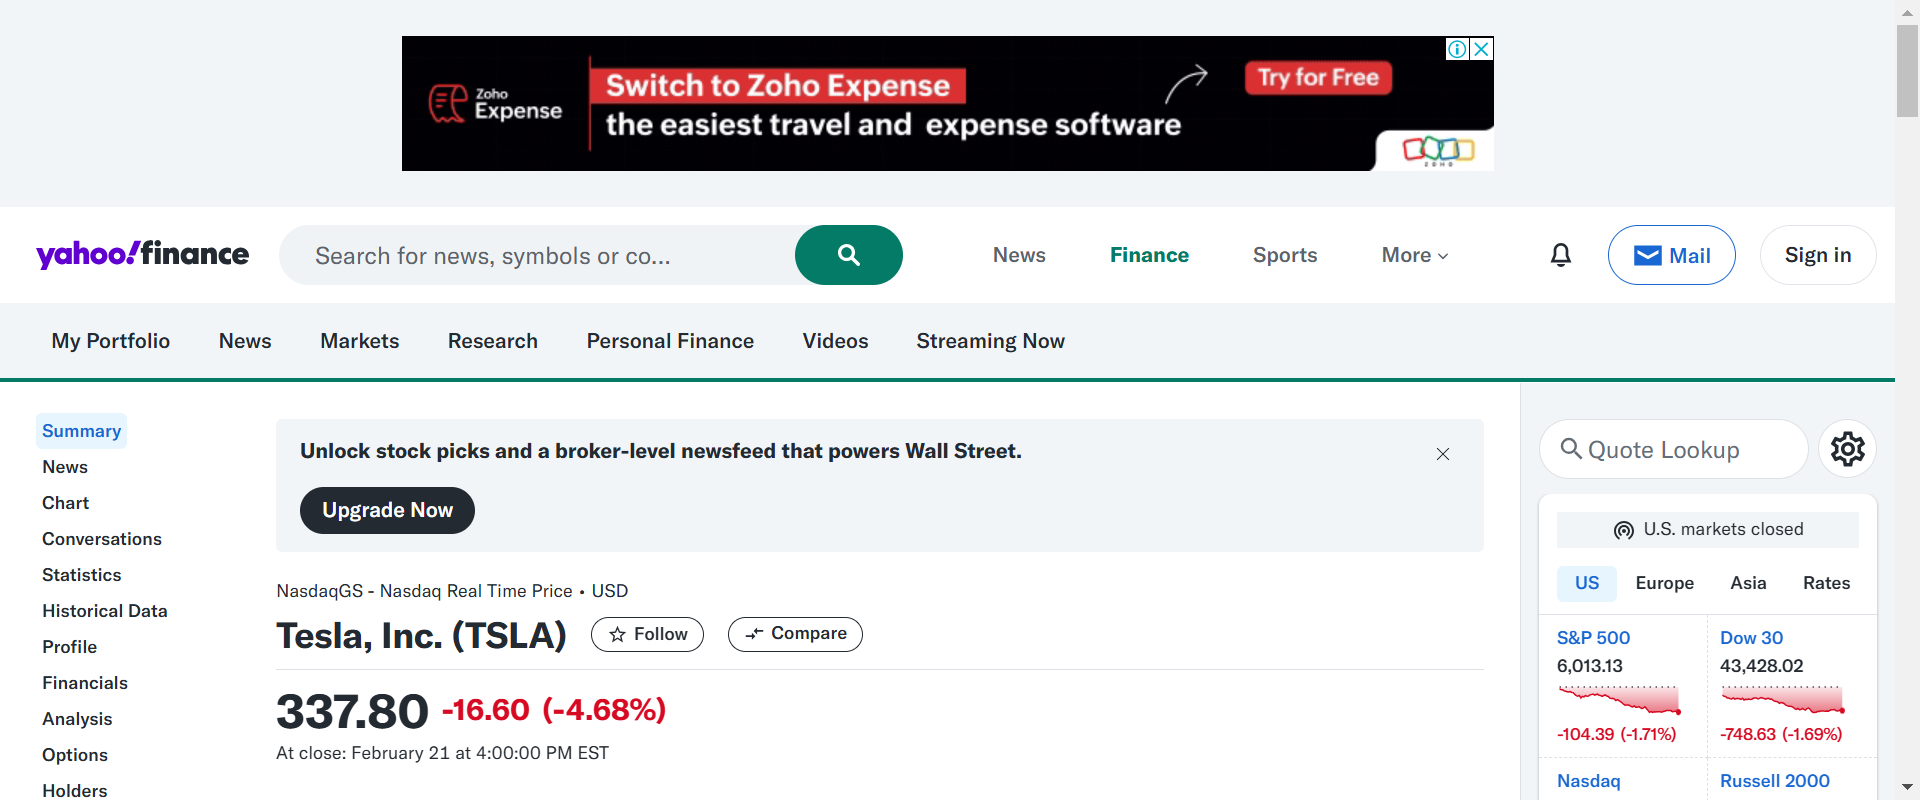 Zoho
Expense
Switch to Zoho Expense
the easiest travel and expense software
Try for Free
ZOHO
yahoo!finance
Search for news, symbols or co...
News
Finance
Sports
More
Mail
Sign in
My Portfolio
News
Markets
Research
Personal Finance
Videos
Streaming Now
Summary
News
Chart
Conversations
Statistics
Historical Data
Profile
Financials
Analysis
Options
Holders
Unlock stock picks and a broker-level newsfeed that powers Wall Street.
Upgrade Now
NasdaqGS - Nasdaq Real Time Price • USD
Tesla, Inc. (TSLA)
Follow
Compare
337.80 -16.60 (-4.68%)
At close: February 21 at 4:00:00 PM EST
Quote Lookup
U.S. markets closed
US
Europe
Asia
Rates
S&P 500
6,013.13
-104.39 (-1.71%)
Dow 30
43,428.02
-748.63 (-1.69%)
Nasdaq
Russell 2000